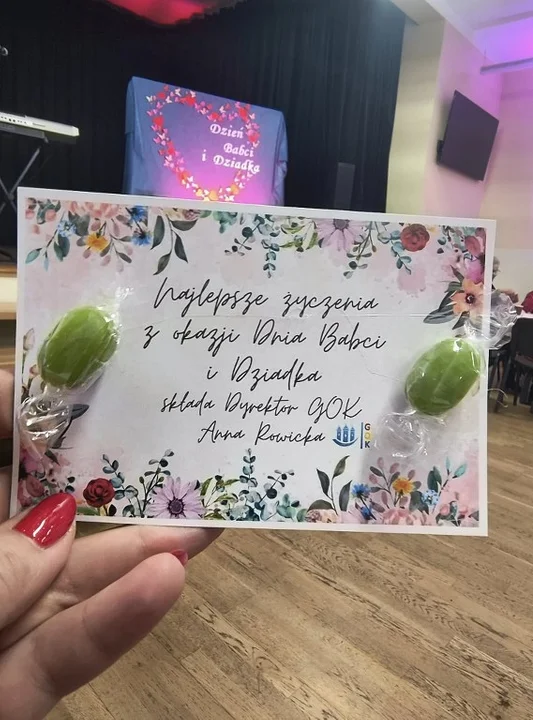 Dzień
Babci
i Dziadka
Najlepsze życzenia
z okazji Dnia Babci
i Dziadka
składa Dyrektor GOK
Anna Rowicka
GOK